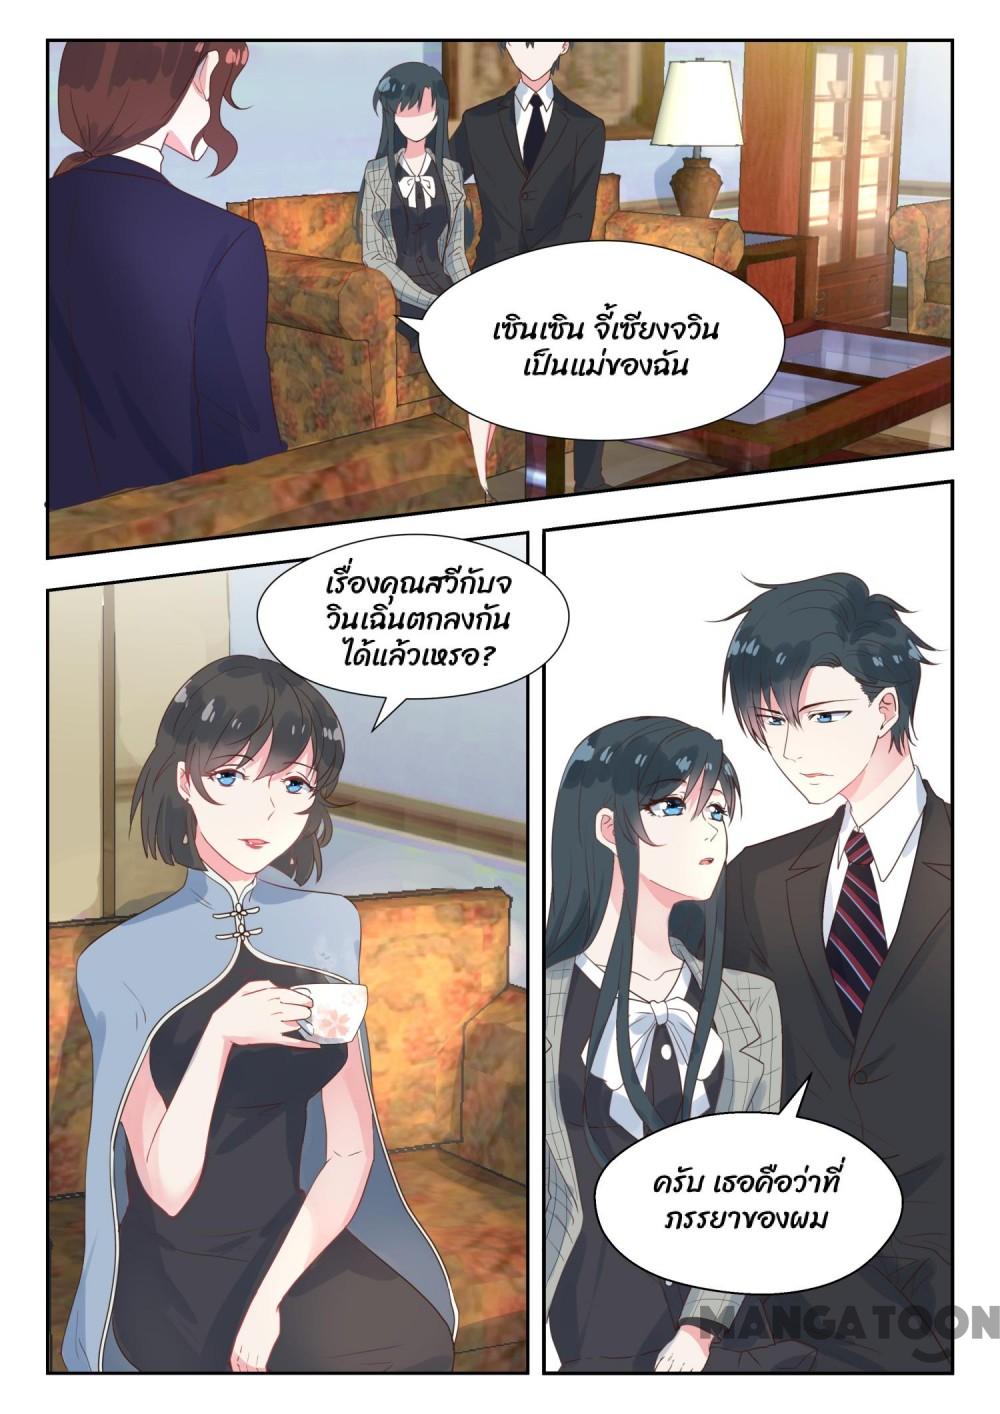 เซินเซิน จี้เซียงจวิน
เป็นแม่ของฉัน
เรื่องคุณสวีกับจ
วินเฉินตกลงกัน
ได้แล้วเหรอ?
ครับ เธอคือว่าที่
ภรรยาของผม
MANGATOON